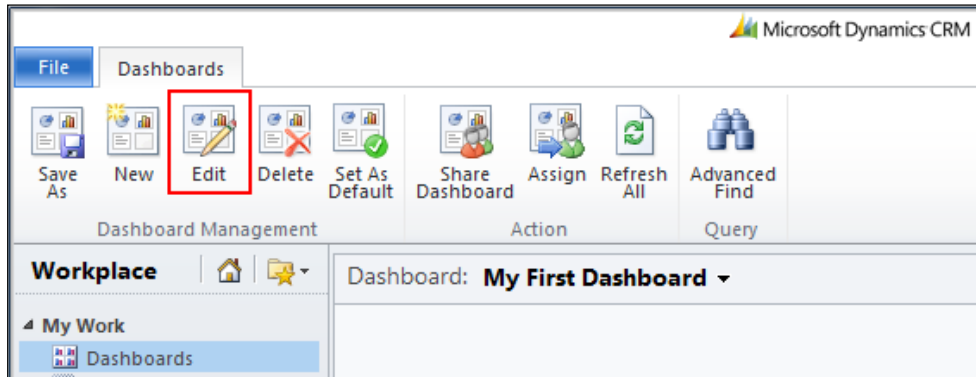 Microsoft Dynamics CRM
File Dashboards
Save As New Edit Delete Set As Default Share Dashboard Assign Refresh All Advanced Find
Dashboard Management Action Query
Workplace Dashboard: My First Dashboard
My Work
Dashboards